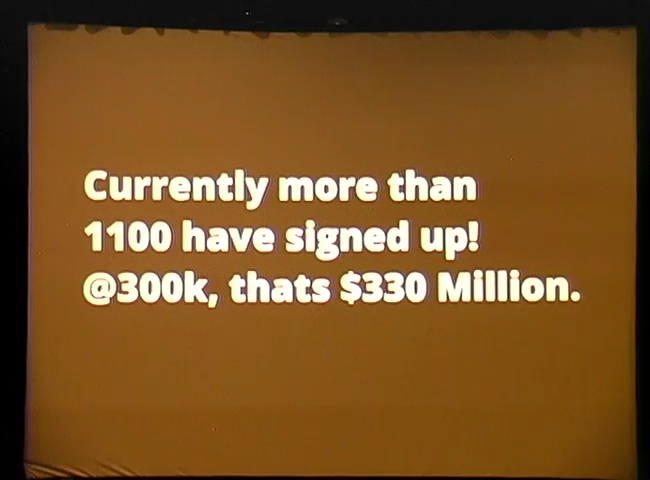 Currently more than
1100 have signed up!
@300k, thats $330 Million.